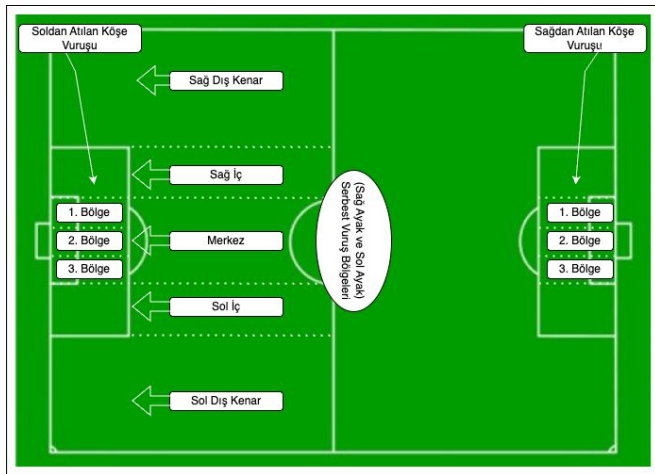 Soldan Atılan Köşe
Vuruşu
Sağdan Atılan Köşe
Vuruşu
Sağ Dış Kenar
Sağ İç
Merkez
Sol İç
Sol Dış Kenar
1. Bölge
2. Bölge
3. Bölge
(Sağ Ayak ve Sol Ayak)
Serbest Vuruş Bölgeleri
1. Bölge
2. Bölge
3. Bölge